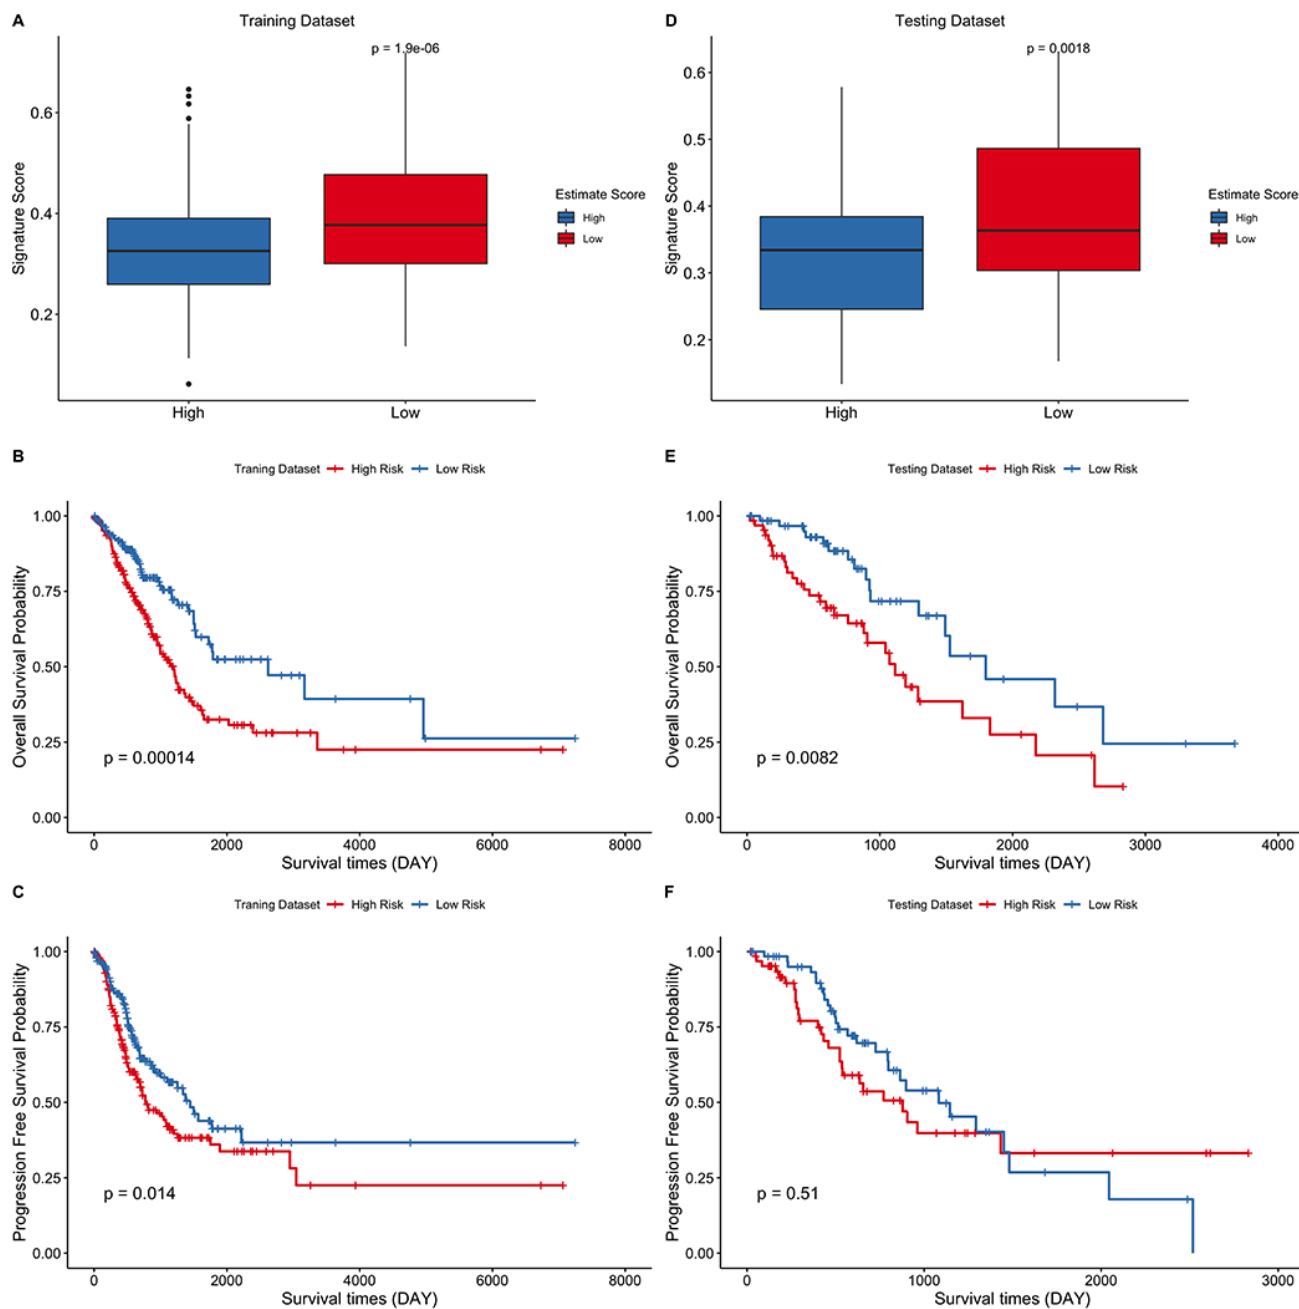 A
Training Dataset
p = 1.9e-06
Signature Score
0.6
0.4
0.2
High
Low
Estimate Score
High
Low
D
Testing Dataset
p = 0.0018
Signature Score
0.6
0.5
0.4
0.3
0.2
High
Low
Estimate Score
High
Low
B
Traning Dataset High Risk Low Risk
Overall Survival Probability
1.00
0.75
0.50
0.25
0.00
p = 0.00014
0 2000 4000 6000 8000
Survival times (DAY)
E
Testing Dataset High Risk Low Risk
Overall Survival Probability
1.00
0.75
0.50
0.25
0.00
p = 0.0082
0 1000 2000 3000 4000
Survival times (DAY)
C
Traning Dataset High Risk Low Risk
Progression Free Survival Probability
1.00
0.75
0.50
0.25
0.00
p = 0.014
0 2000 4000 6000 8000
Survival times (DAY)
F
Testing Dataset High Risk Low Risk
Progression Free Survival Probability
1.00
0.75
0.50
0.25
0.00
p = 0.51
0 1000 2000 3000
Survival times (DAY)